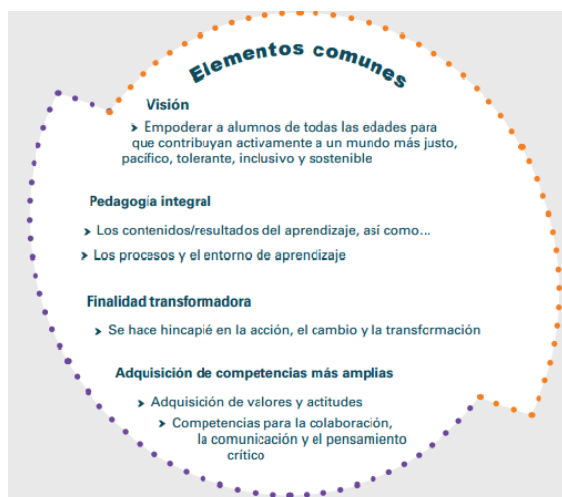 Elementos comunes
Visión
> Empoderar a alumnos de todas las edades para
que contribuyan activamente a un mundo más justo,
pacífico, tolerante, inclusivo y sostenible
Pedagogía integral
> Los contenidos/resultados del aprendizaje, así como...
> Los procesos y el entorno de aprendizaje
Finalidad transformadora
> Se hace hincapié en la acción, el cambio y la transformación
Adquisición de competencias más amplias
> Adquisición de valores y actitudes
> Competencias para la colaboración,
la comunicación y el pensamiento
crítico